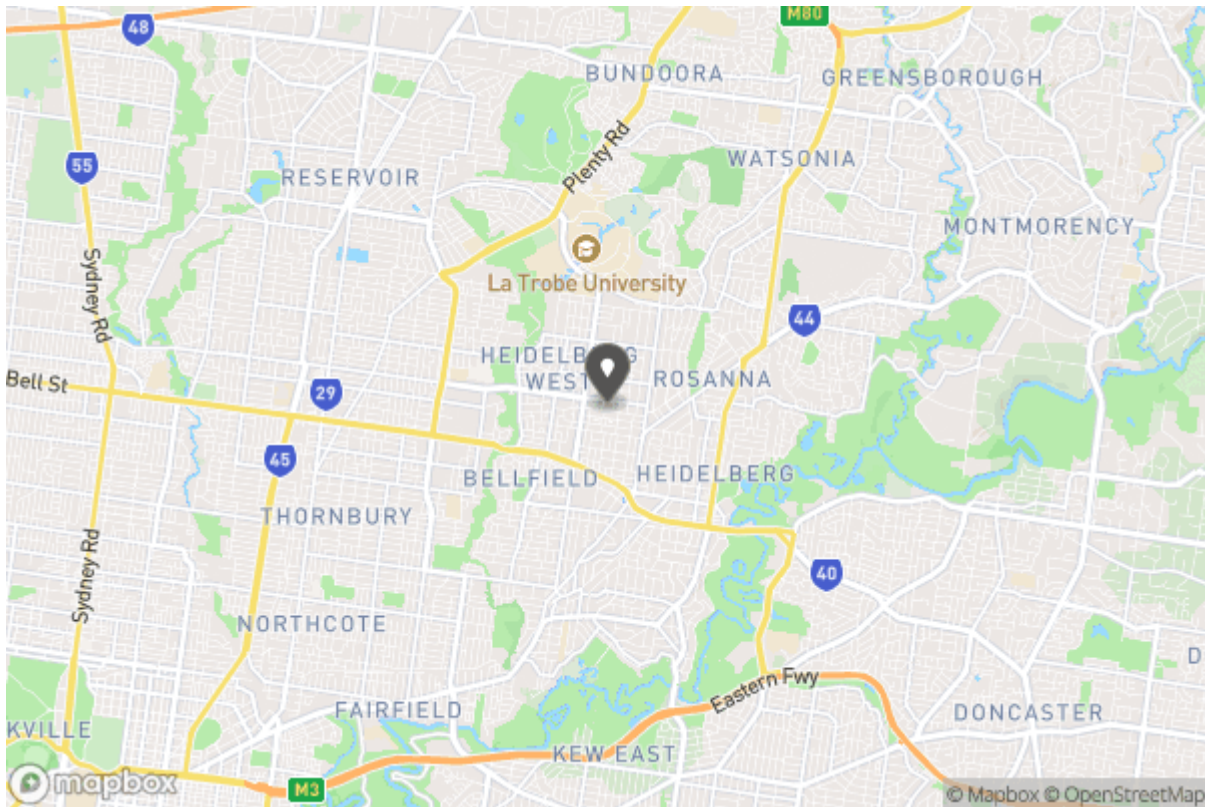 48
M80
BUNDOORA
GREENSBOROUGH
Plenty Rd
WATSONIA
55
RESERVOIR
MONTMORENCY
Sydney Rd
La Trobe University
44
HEIDELBERG
WEST
ROSANNA
Bell St
29
45
BELLFIELD
HEIDELBERG
THORNBURY
Sydney Rd
40
NORTHCOTE
D
Eastern Fwy
FAIRFIELD
DONCASTER
KVILLE
KEW EAST
M3
mapbox
© Mapbox © OpenStreetMap